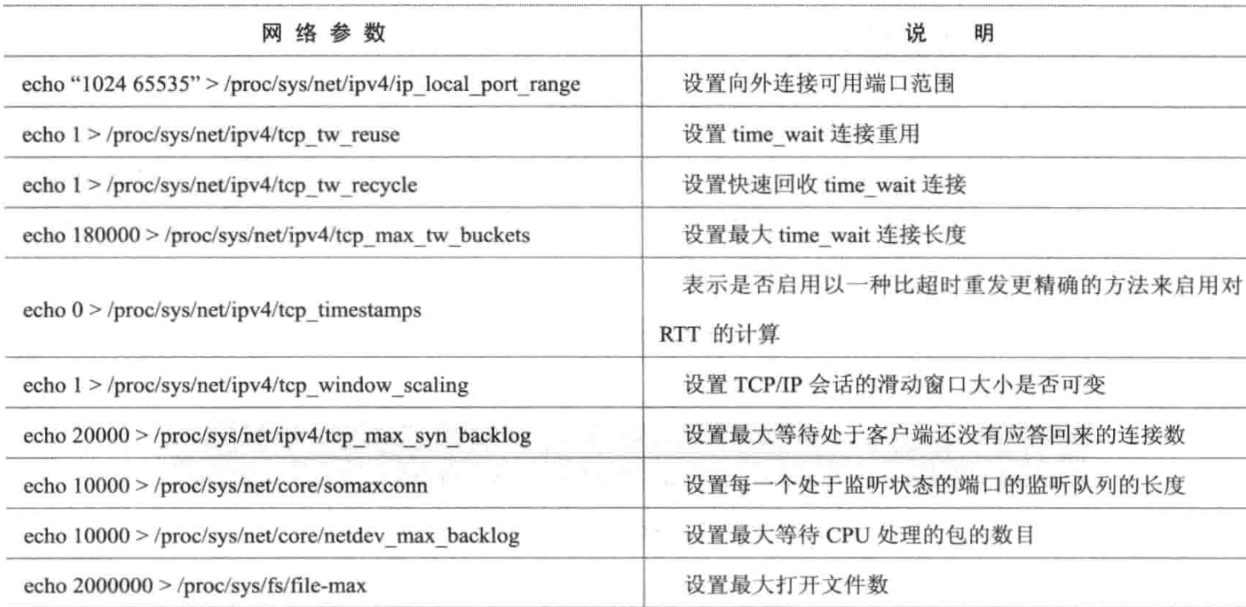 网 络 参 数 说 明
echo “1024 65535” > /proc/sys/net/ipv4/ip_local_port_range 设置向外连接可用端口范围
echo 1 > /proc/sys/net/ipv4/tcp_tw_reuse 设置 time_wait 连接重用
echo 1 > /proc/sys/net/ipv4/tcp_tw_recycle 设置快速回收 time_wait 连接
echo 180000 > /proc/sys/net/ipv4/tcp_max_tw_buckets 设置最大 time_wait 连接长度
echo 0 > /proc/sys/net/ipv4/tcp_timestamps 表示是否启用以一种比超时重发更精确的方法来启用对
RTT 的计算
echo 1 > /proc/sys/net/ipv4/tcp_window_scaling 设置 TCP/IP 会话的滑动窗口大小是否可变
echo 20000 > /proc/sys/net/ipv4/tcp_max_syn_backlog 设置最大等待处于客户端还没有应答回来的连接数
echo 10000 > /proc/sys/net/core/somaxconn 设置每一个处于监听状态的端口的监听队列的长度
echo 10000 > /proc/sys/net/core/netdev_max_backlog 设置最大等待 CPU 处理的包的数目
echo 2000000 > /proc/sys/fs/file-max 设置最大打开文件数